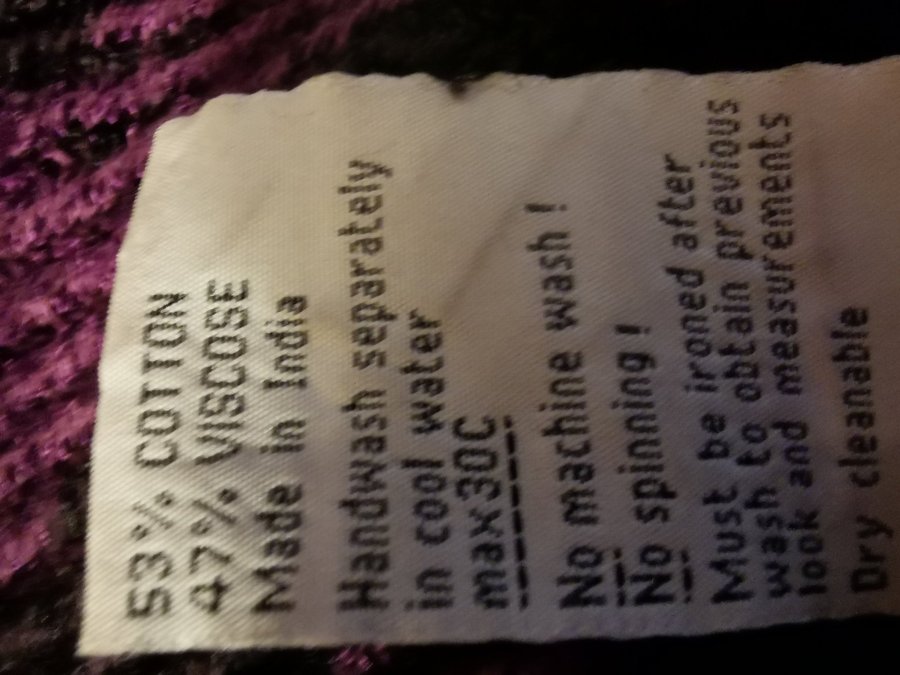 53% COTTON
47% VISCOSE
Made in India
Handwash separately
in cool water
max30C
No machine wash!
No spinning!
Must be ironed after
wash to obtain previous
look and measurements
Dry cleanable